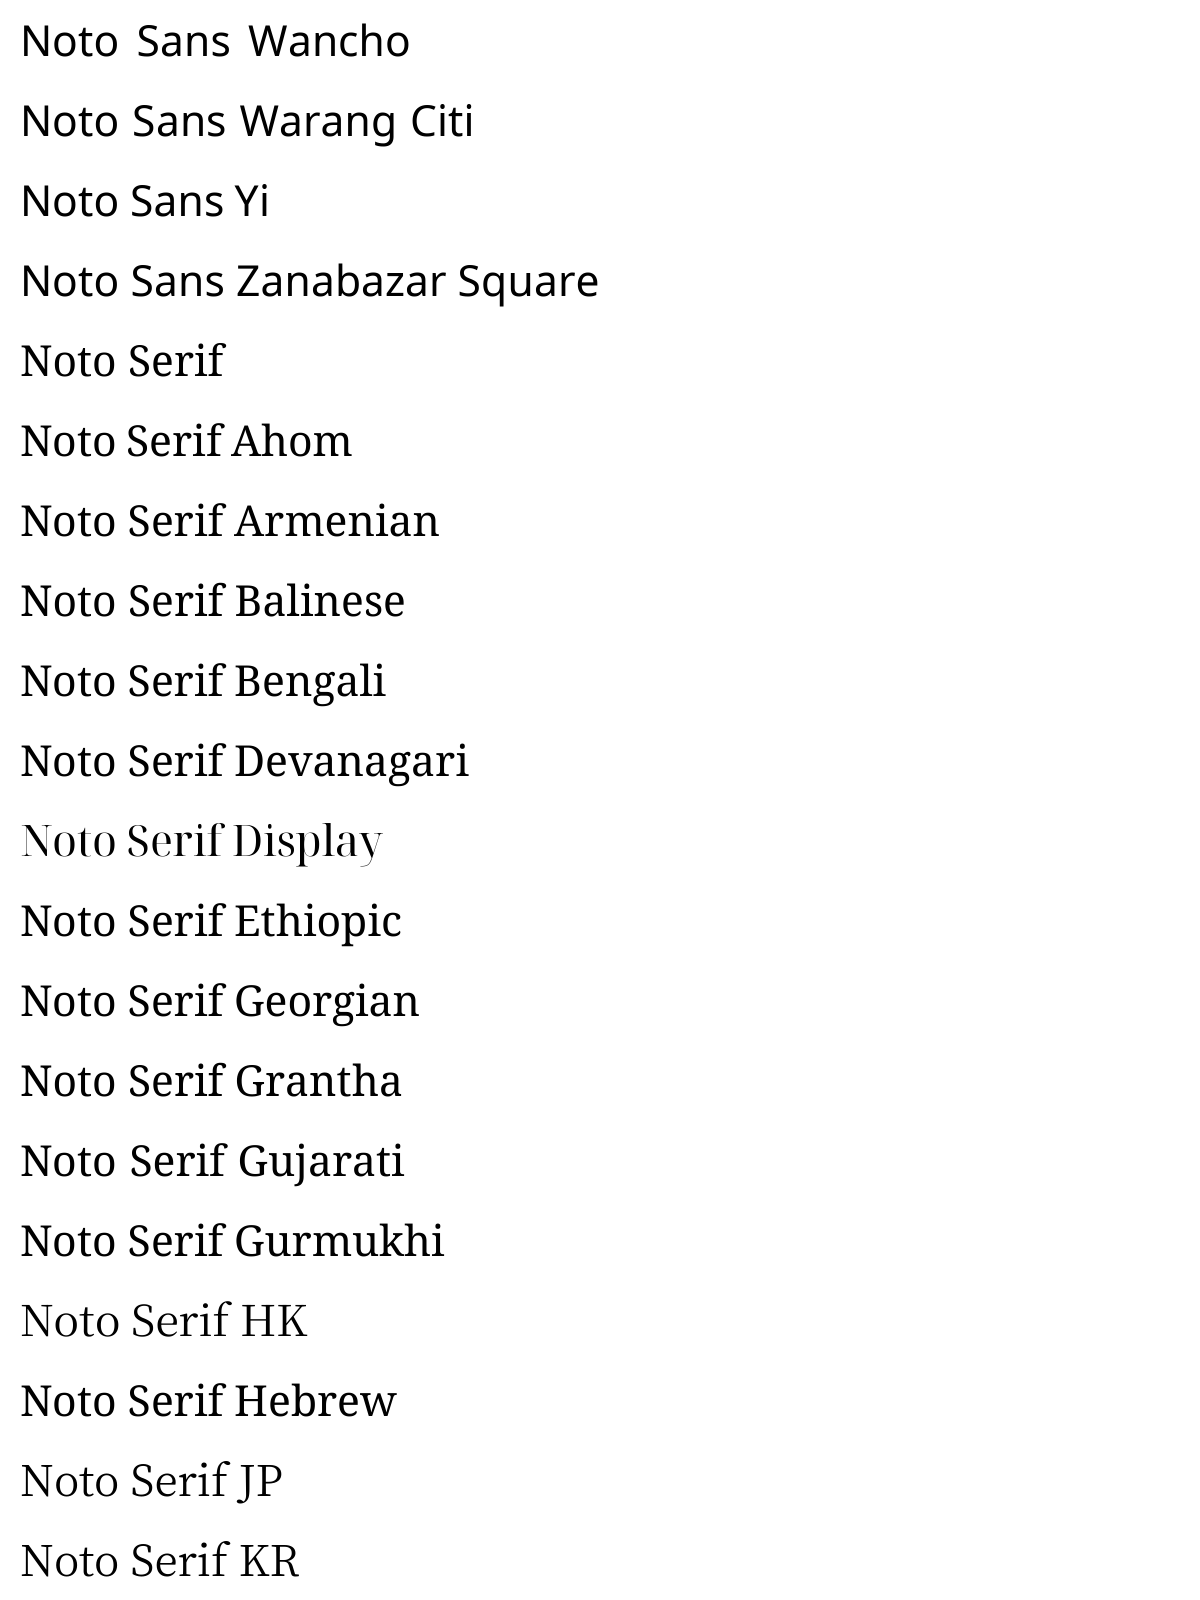 Noto Sans Wancho
Noto Sans Warang Citi
Noto Sans Yi
Noto Sans Zanabazar Square
Noto Serif
Noto Serif Ahom
Noto Serif Armenian
Noto Serif Balinese
Noto Serif Bengali
Noto Serif Devanagari
Noto Serif Display
Noto Serif Ethiopic
Noto Serif Georgian
Noto Serif Grantha
Noto Serif Gujarati
Noto Serif Gurmukhi
Noto Serif HK
Noto Serif Hebrew
Noto Serif JP
Noto Serif KR